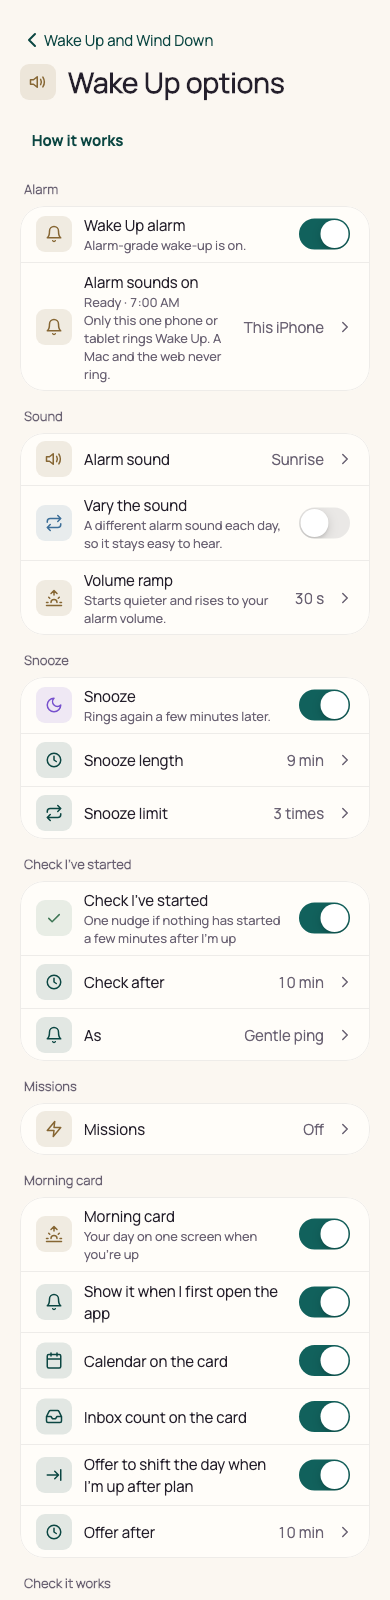 Wake Up and Wind Down
Wake Up options
How it works
Alarm
Wake Up alarm
Alarm-grade wake-up is on.
Alarm sounds on
Ready · 7:00 AM
Only this one phone or
tablet rings Wake Up. A
Mac and the web never
ring.
This iPhone
Sound
Alarm sound
Sunrise
Vary the sound
A different alarm sound each day,
so it stays easy to hear.
Volume ramp
Starts quieter and rises to your
alarm volume.
30 s
Snooze
Snooze
Rings again a few minutes later.
Snooze length
9 min
Snooze limit
3 times
Check I've started
Check I've started
One nudge if nothing has started
a few minutes after I'm up
Check after
10 min
As
Gentle ping
Missions
Missions
Off
Morning card
Morning card
Your day on one screen when
you're up
Show it when I first open the
app
Calendar on the card
Inbox count on the card
Offer to shift the day when
I'm up after plan
Offer after
10 min
Check it works